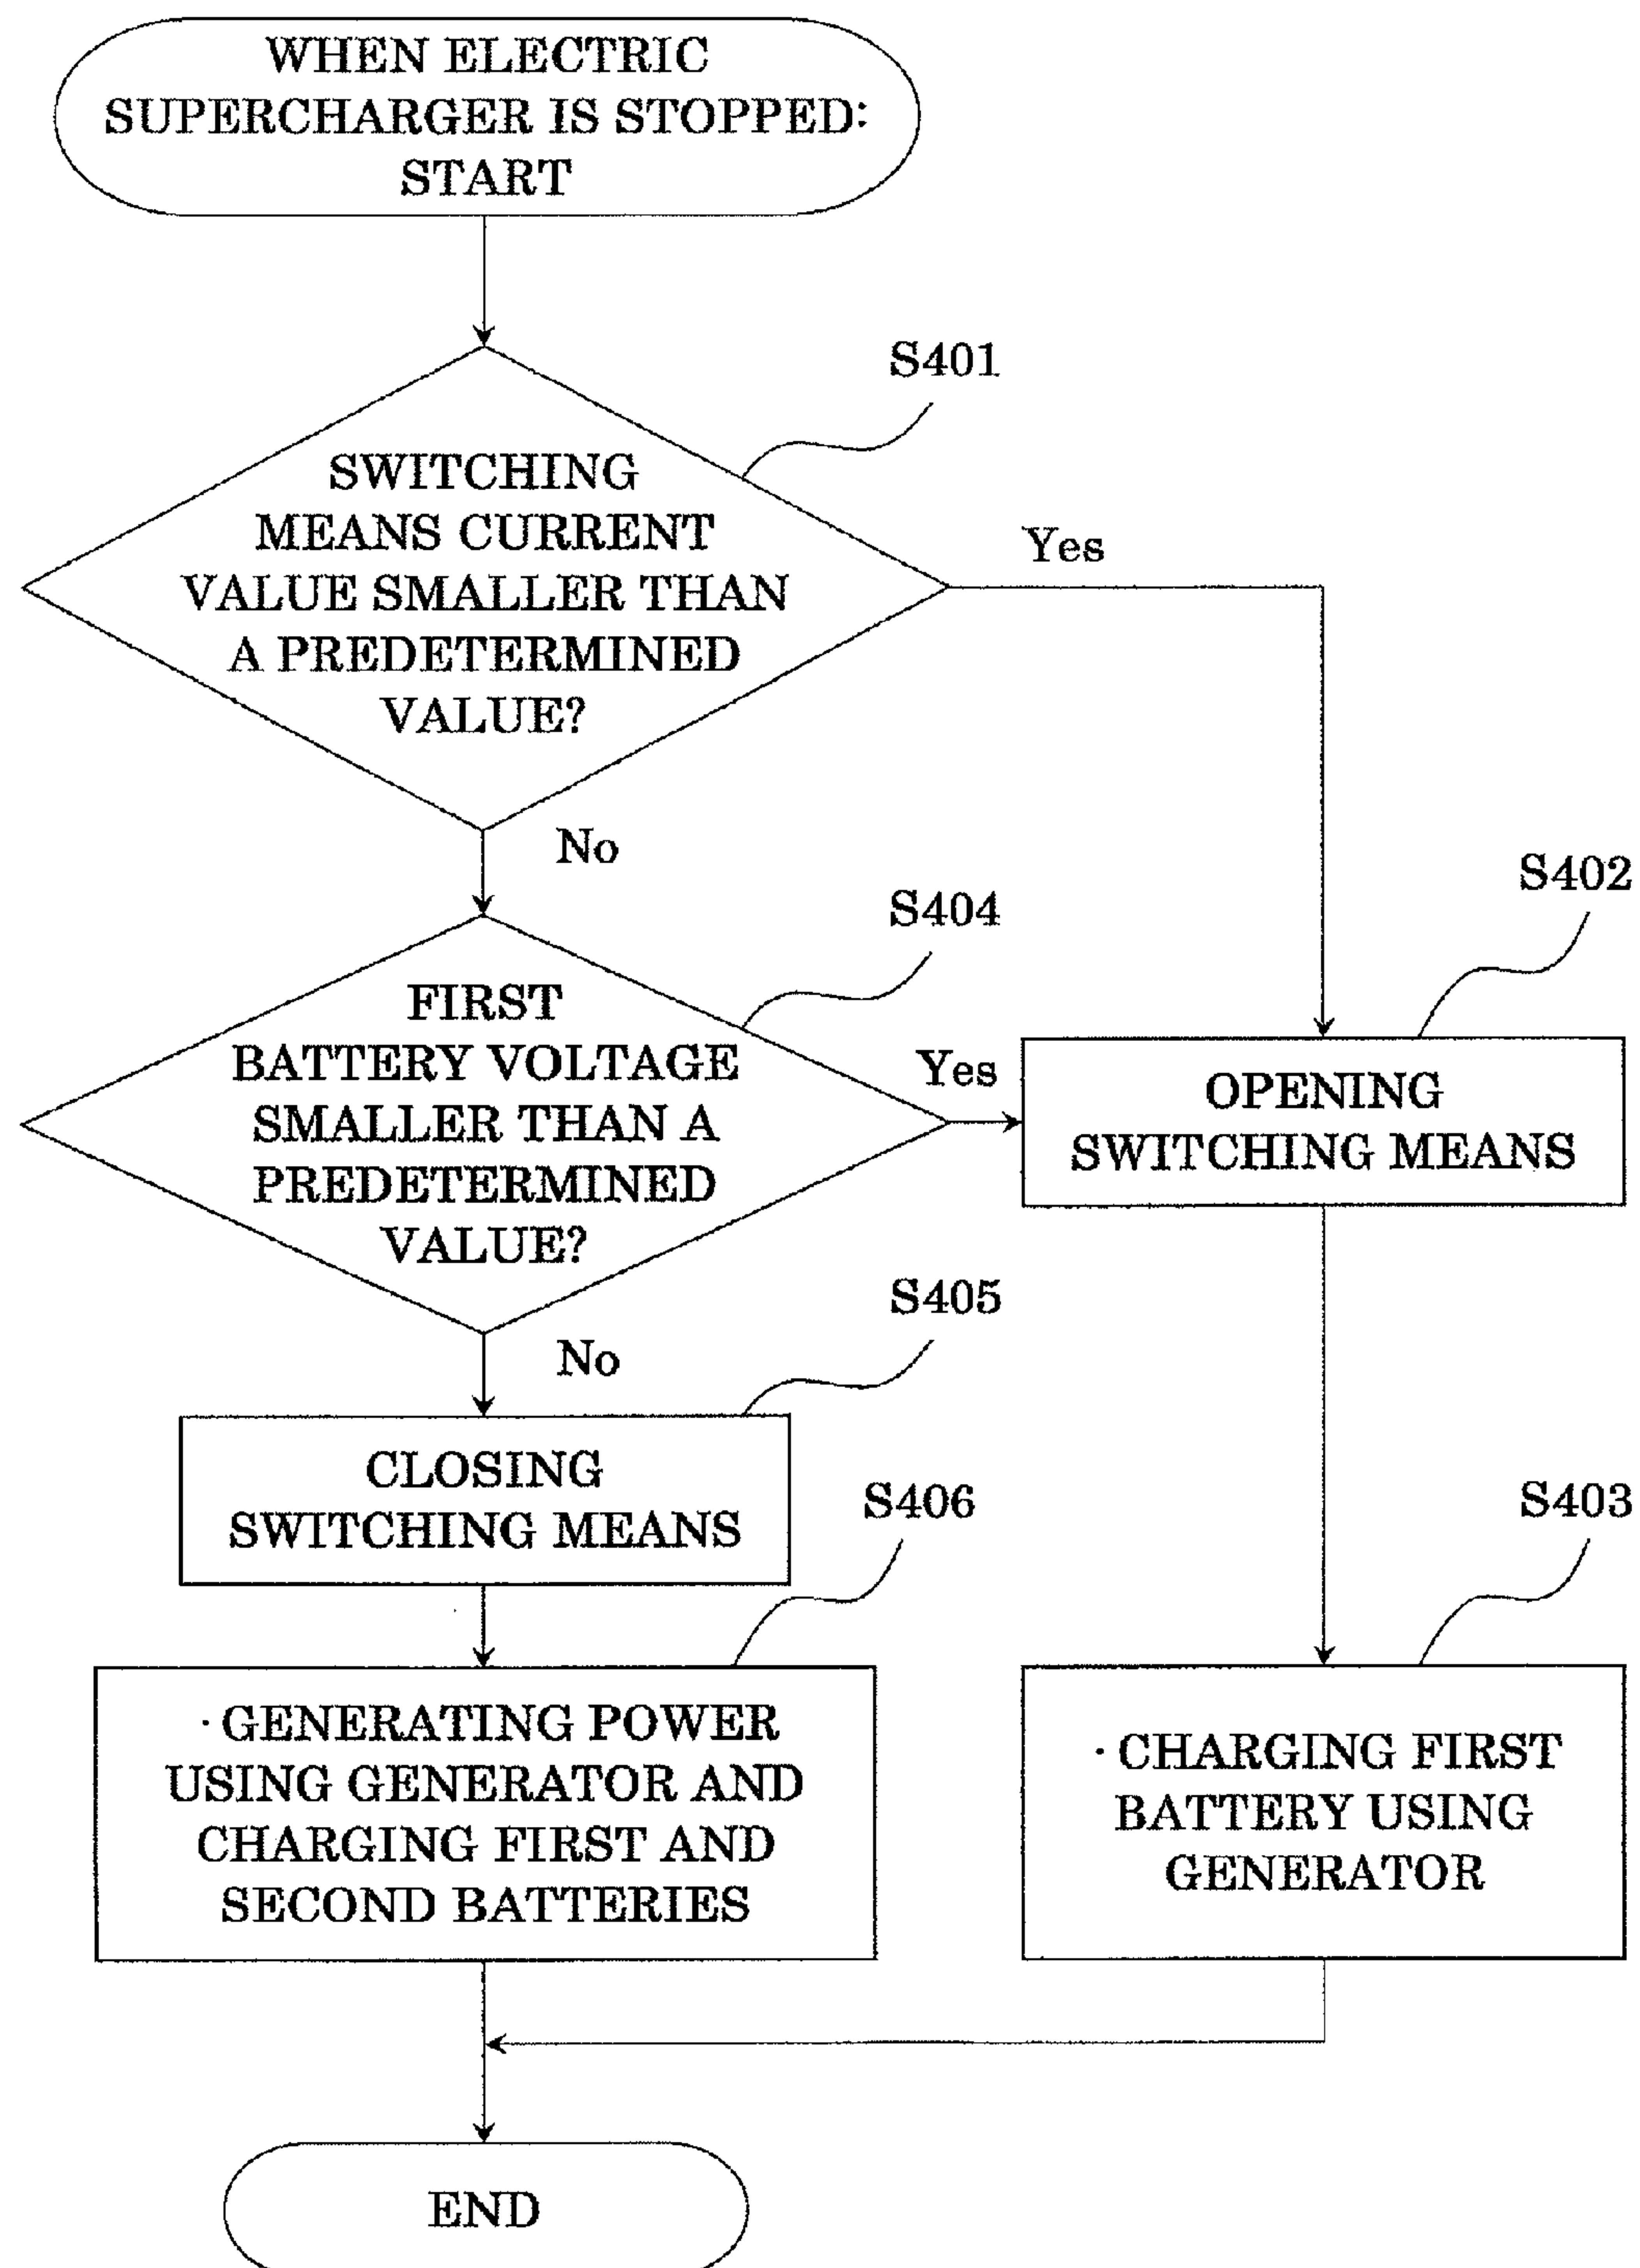 WHEN ELECTRIC
SUPERCHARGER IS STOPPED:
START
S401
SWITCHING
MEANS CURRENT
VALUE SMALLER THAN
A PREDETERMINED
VALUE?
Yes
No
S402
S404
FIRST
BATTERY VOLTAGE
SMALLER THAN A
PREDETERMINED
VALUE?
Yes
OPENING
SWITCHING MEANS
No
S405
CLOSING
SWITCHING MEANS
S406
S403
· GENERATING POWER
USING GENERATOR AND
CHARGING FIRST AND
SECOND BATTERIES
· CHARGING FIRST
BATTERY USING
GENERATOR
END